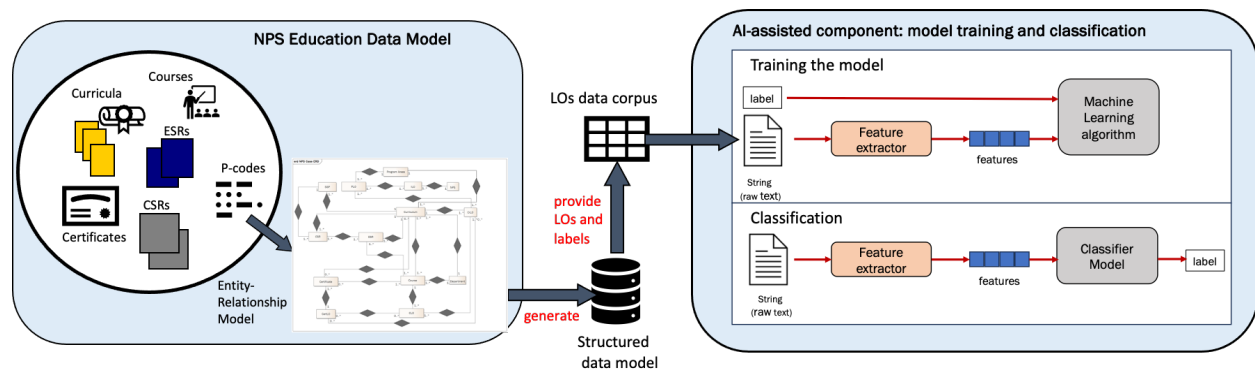 NPS Education Data Model
Courses
Curricula
ESRs
P-codes
CSRs
Certificates
Entity-
Relationship
Model
generate
Structured
data model
provide
LOs and
labels
LOs data corpus
AI-assisted component: model training and classification
Training the model
label
String
(raw text)
Feature
extractor
features
Machine
Learning
algorithm
Classification
String
(raw text)
Feature
extractor
features
Classifier
Model
label